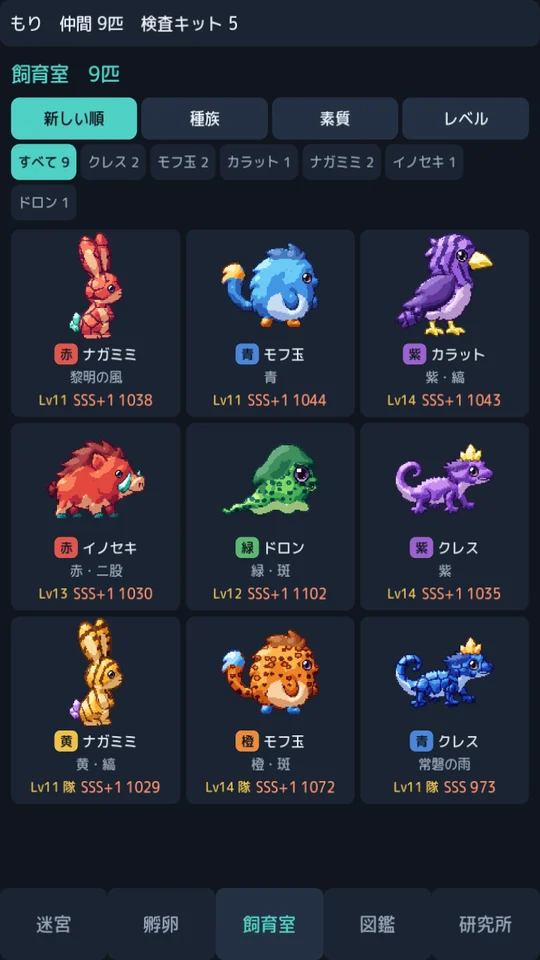 もり 仲間 9匹 検査キット 5
飼育室 9匹
新しい順 種族 素質 レベル
すべて 9 クレス 2 モフ玉 2 カラット 1 ナガミミ 2 イノセキ 1
ドロン 1
赤 ナガミミ 青 モフ玉 紫 カラット
黎明の風 青 紫・縞
Lv11 SSS+1 1038 Lv11 SSS+1 1044 Lv14 SSS+1 1043
赤 イノセキ 緑 ドロン 紫 クレス
赤・二股 緑・斑 紫
Lv13 SSS+1 1030 Lv12 SSS+1 1102 Lv14 SSS+1 1035
黄 ナガミミ 橙 モフ玉 青 クレス
黄・縞 橙・斑 常磐の雨
Lv11 隊 SSS+1 1029 Lv14 隊 SSS+1 1072 Lv11 隊 SSS 973
迷宮 孵卵 飼育室 図鑑 研究所